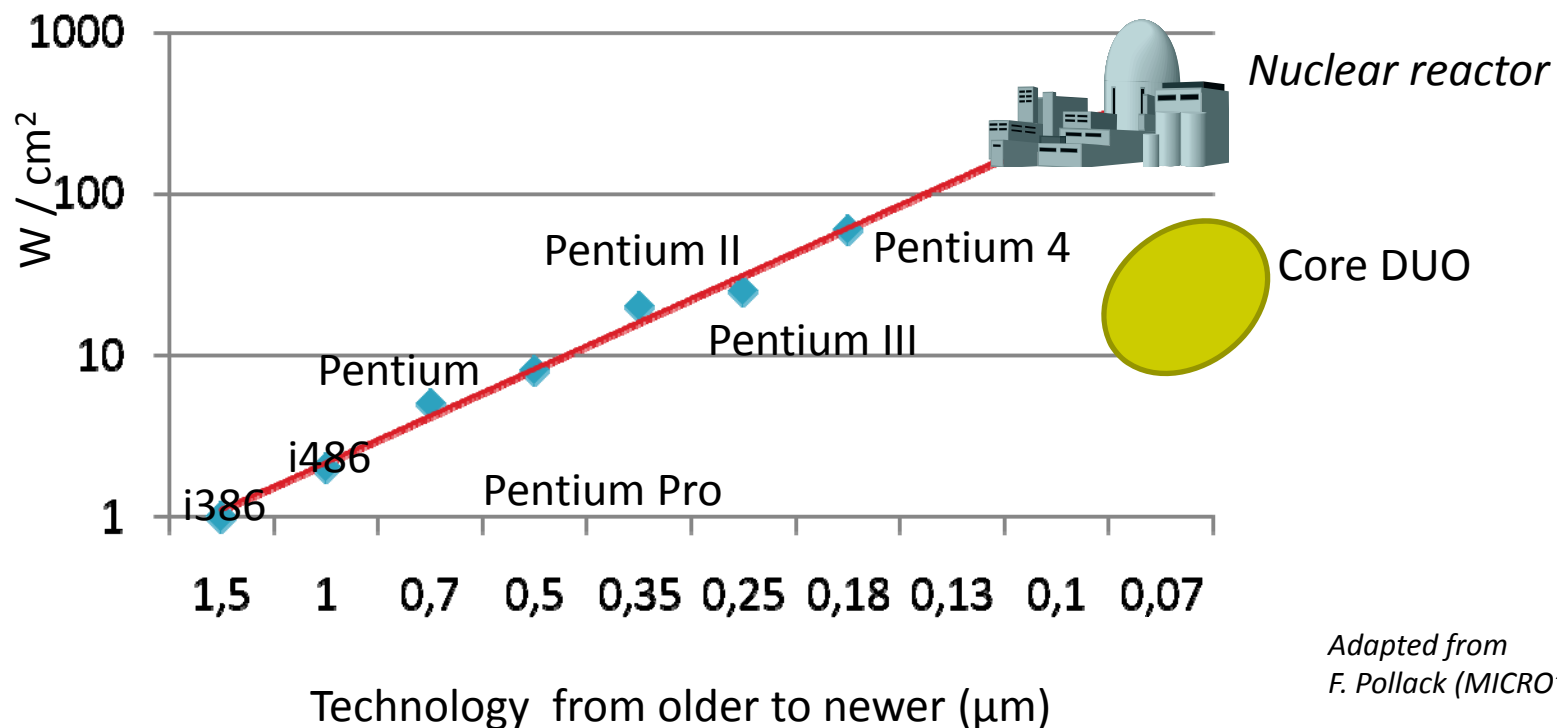 1000
Nuclear reactor
W / cm²
100
Pentium II
Pentium 4
Core DUO
Pentium III
10
Pentium
i486
Pentium Pro
i386
1
1,5 1 0,7 0,5 0,35 0,25 0,18 0,13 0,1 0,07
Adapted from
F. Pollack (MICRO
Technology from older to newer (μm)